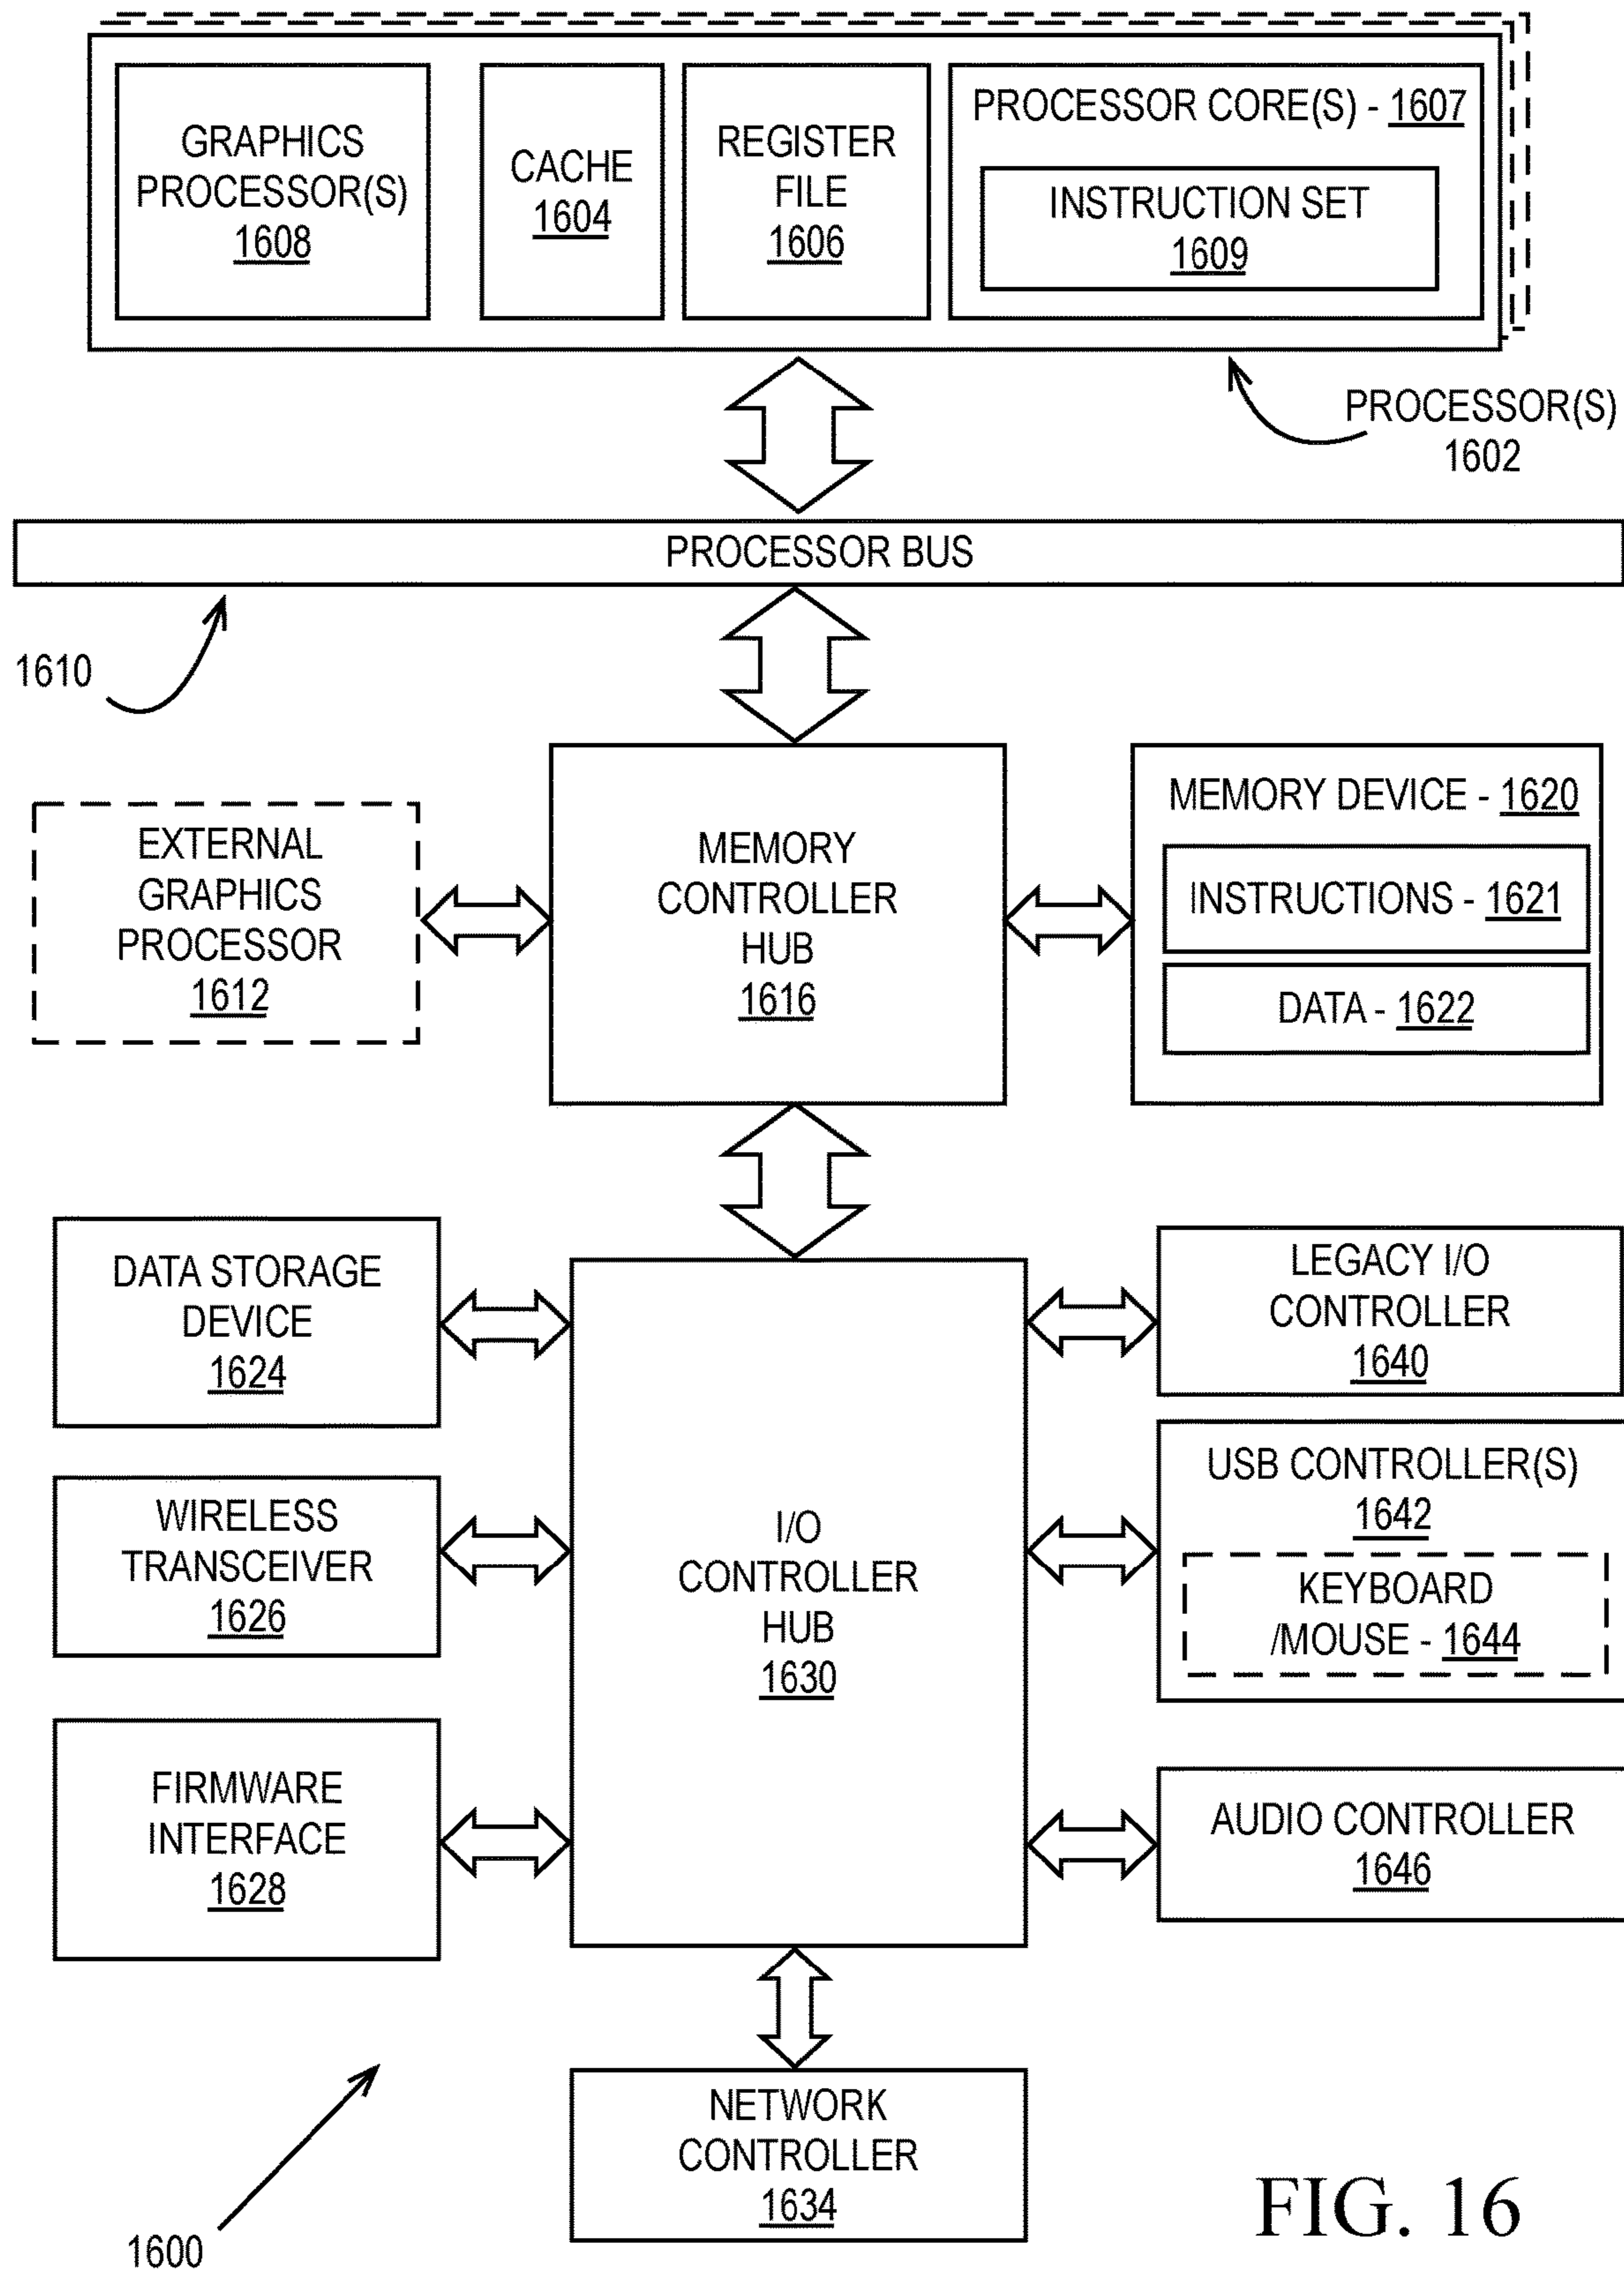 GRAPHICS
PROCESSOR(S)
1608
CACHE
1604
REGISTER
FILE
1606
PROCESSOR CORE(S) - 1607
INSTRUCTION SET
1609
PROCESSOR(S)
1602
PROCESSOR BUS
1610
EXTERNAL
GRAPHICS
PROCESSOR
1612
MEMORY
CONTROLLER
HUB
1616
MEMORY DEVICE - 1620
INSTRUCTIONS - 1621
DATA - 1622
DATA STORAGE
DEVICE
1624
WIRELESS
TRANSCEIVER
1626
FIRMWARE
INTERFACE
1628
I/O
CONTROLLER
HUB
1630
LEGACY I/O
CONTROLLER
1640
USB CONTROLLER(S)
1642
KEYBOARD
/MOUSE - 1644
AUDIO CONTROLLER
1646
NETWORK
CONTROLLER
1634
1600
FIG. 16